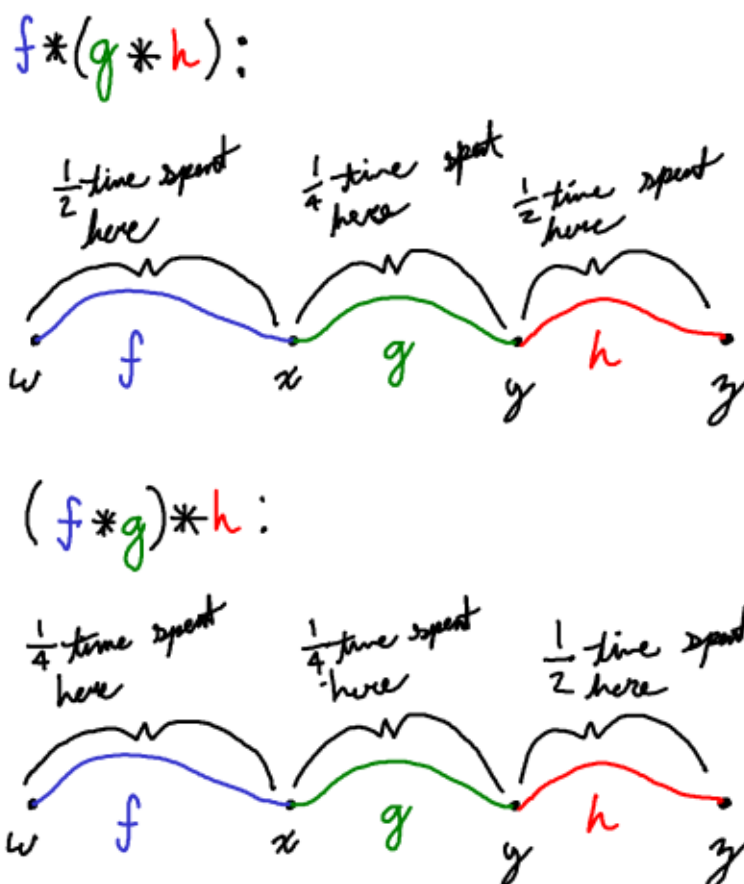 f*(g*h):
1/2 time spent 1/4 time spent 1/2 time spent
here here here
f g h
w x y z
(f*g)*h:
1/4 time spent 1/4 time spent 1/2 time spent
here here here
f g h
w x y z